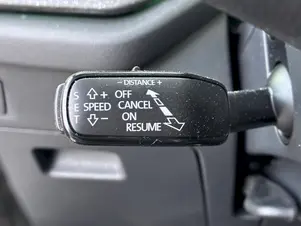 − DISTANCE +
S ⇧ + OFF
E SPEED CANCEL
T ⇩ − ON
RESUME